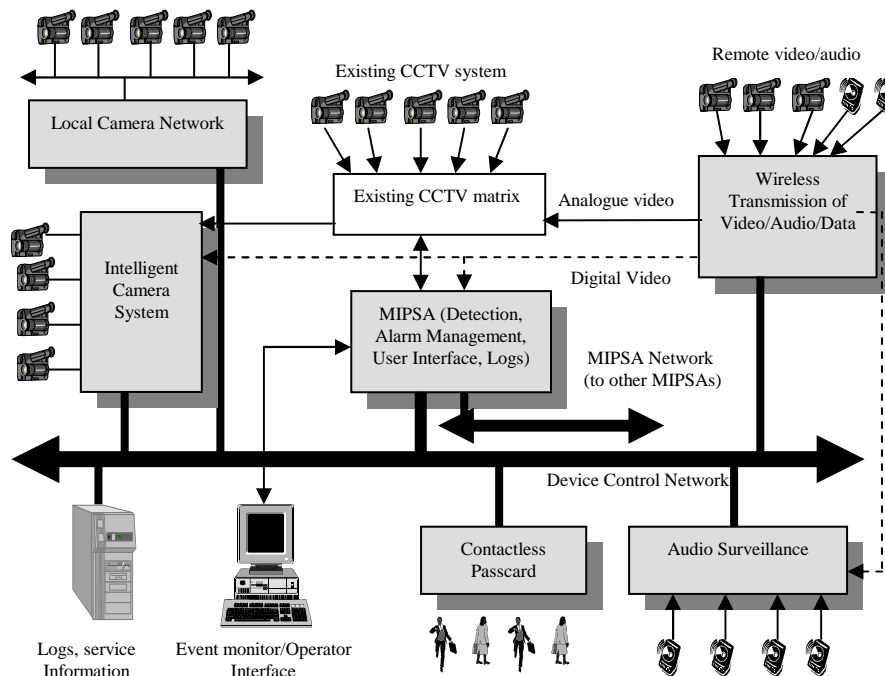 Existing CCTV system
Remote video/audio
Local Camera Network
Existing CCTV matrix
Analogue video
Wireless
Transmission of
Video/Audio/Data
Intelligent
Camera
System
Digital Video
MIPSA (Detection,
Alarm Management,
User Interface, Logs)
MIPSA Network
(to other MIPSAs)
Device Control Network
Contactless
Passcard
Audio Surveillance
Logs, service
Information
Event monitor/Operator
Interface